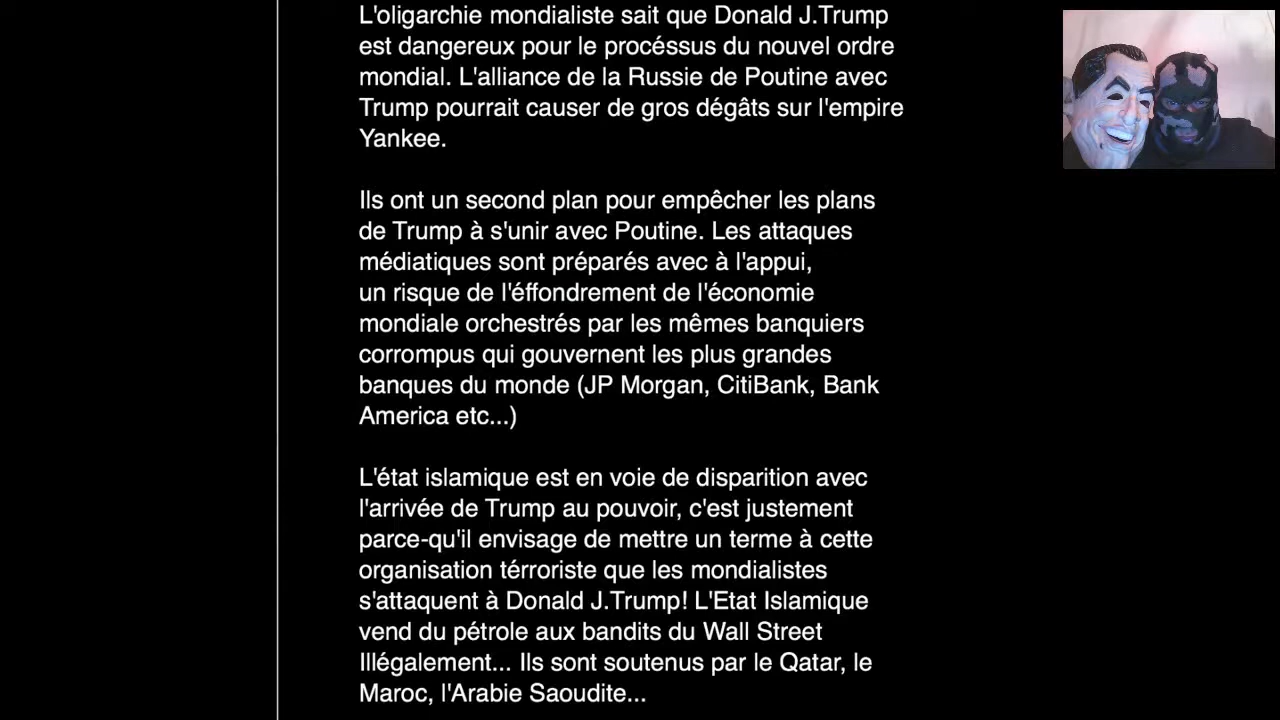 L'oligarchie mondialiste sait que Donald J.Trump
est dangereux pour le procéssus du nouvel ordre
mondial. L'alliance de la Russie de Poutine avec
Trump pourrait causer de gros dégâts sur l'empire
Yankee.
Ils ont un second plan pour empêcher les plans
de Trump à s'unir avec Poutine. Les attaques
médiatiques sont préparés avec à l'appui,
un risque de l'éffondrement de l'économie
mondiale orchestrés par les mêmes banquiers
corrompus qui gouvernent les plus grandes
banques du monde (JP Morgan, CitiBank, Bank
America etc...)
L'état islamique est en voie de disparition avec
l'arrivée de Trump au pouvoir, c'est justement
parce-qu'il envisage de mettre un terme à cette
organisation térroriste que les mondialistes
s'attaquent à Donald J.Trump! L'Etat Islamique
vend du pétrole aux bandits du Wall Street
Illégalement... Ils sont soutenus par le Qatar, le
Maroc, l'Arabie Saoudite...